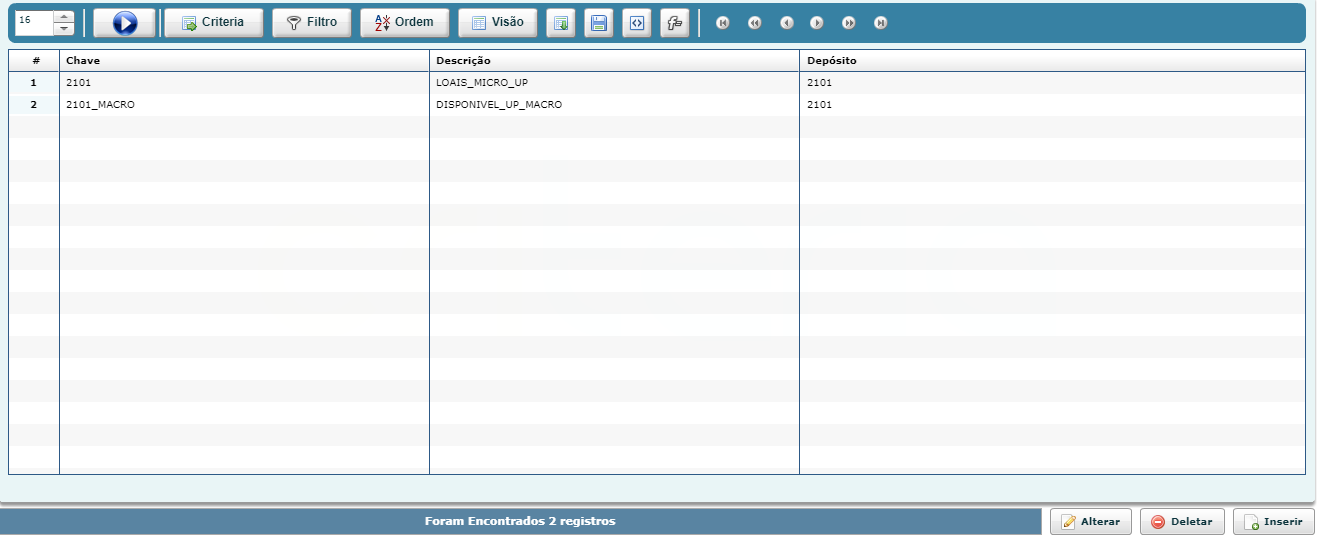 16 Criteria Filtro Ordem Visão
# Chave Descrição Depósito
1 2101 LOAIS_MICRO_UP 2101
2 2101_MACRO DISPONIVEL_UP_MACRO 2101
Foram Encontrados 2 registros Alterar Deletar Inserir